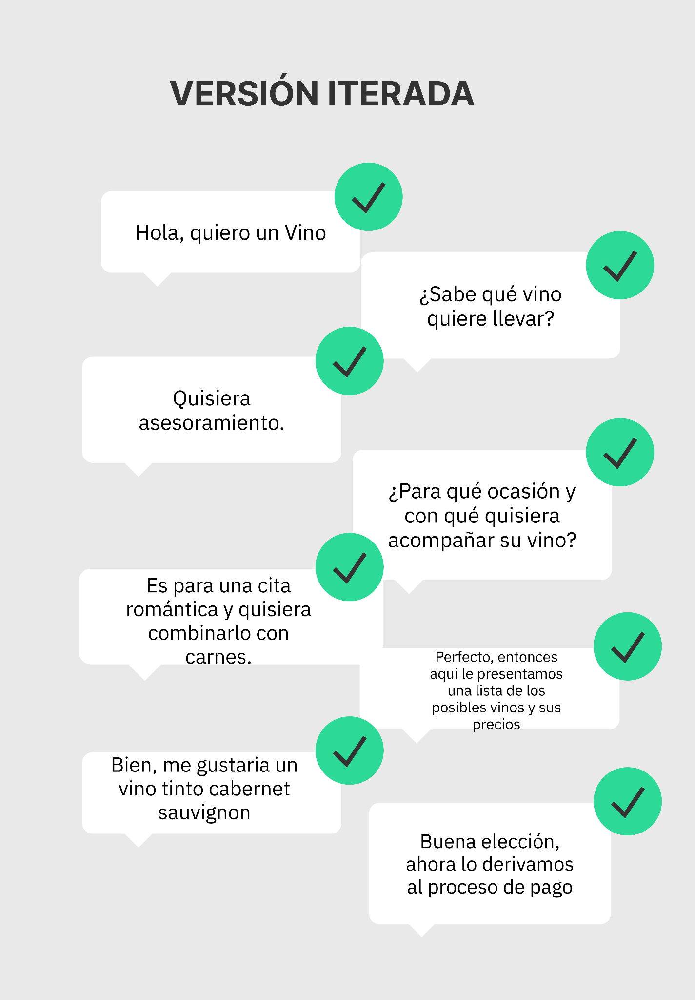 VERSIÓN ITERADA
Hola, quiero un Vino
¿Sabe qué vino
quiere llevar?
Quisiera
asesoramiento.
¿Para qué ocasión y
con qué quisiera
acompañar su vino?
Es para una cita
romántica y quisiera
combinarlo con
carnes.
Perfecto, entonces
aqui le presentamos
una lista de los
posibles vinos y sus
precios
Bien, me gustaria un
vino tinto cabernet
sauvignon
Buena elección,
ahora lo derivamos
al proceso de pago